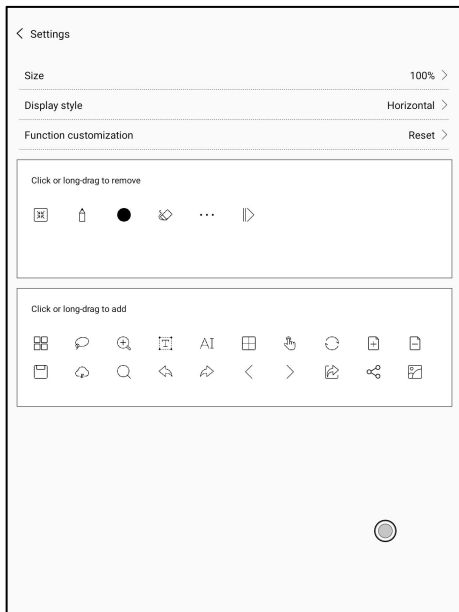 Settings
Size 100%
Display style Horizontal
Function customization Reset
Click or long-drag to remove
Click or long-drag to add
T AI